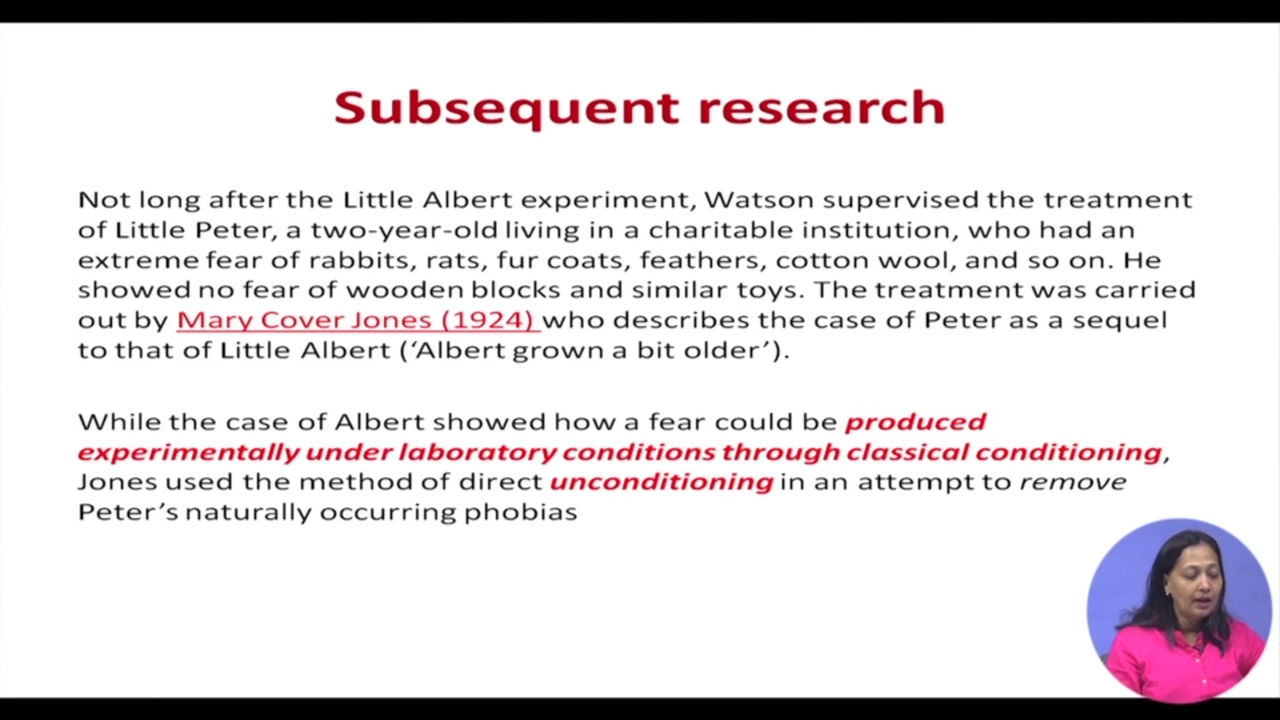 Subsequent research
Not long after the Little Albert experiment, Watson supervised the treatment
of Little Peter, a two-year-old living in a charitable institution, who had an
extreme fear of rabbits, rats, fur coats, feathers, cotton wool, and so on. He
showed no fear of wooden blocks and similar toys. The treatment was carried
out by Mary Cover Jones (1924) who describes the case of Peter as a sequel
to that of Little Albert (‘Albert grown a bit older’).
While the case of Albert showed how a fear could be produced
experimentally under laboratory conditions through classical conditioning,
Jones used the method of direct unconditioning in an attempt to remove
Peter’s naturally occurring phobias